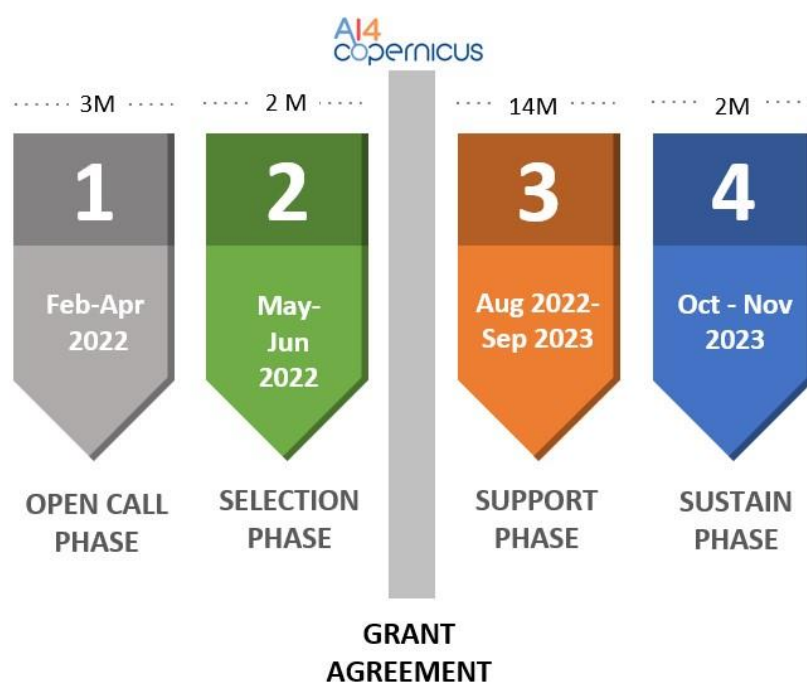 AI4
copernicus
3M
2 M
14M
2M
1
2
3
4
Feb-Apr
2022
May-
Jun
2022
Aug 2022-
Sep 2023
Oct - Nov
2023
OPEN CALL
PHASE
SELECTION
PHASE
SUPPORT
PHASE
SUSTAIN
PHASE
GRANT
AGREEMENT